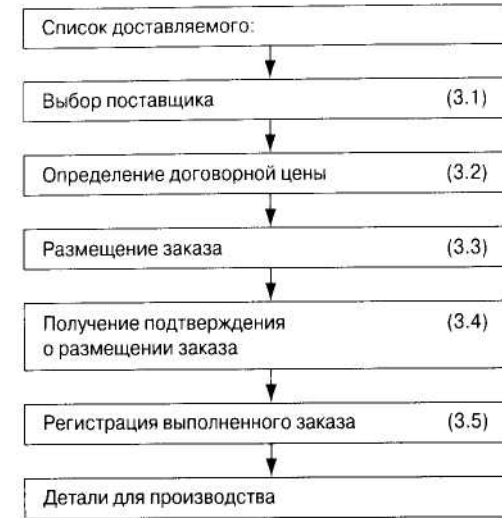 Список доставляемого:
Выбор поставщика (3.1)
Определение договорной цены (3.2)
Размещение заказа (3.3)
Получение подтверждения (3.4)
о размещении заказа
Регистрация выполненного заказа (3.5)
Детали для производства